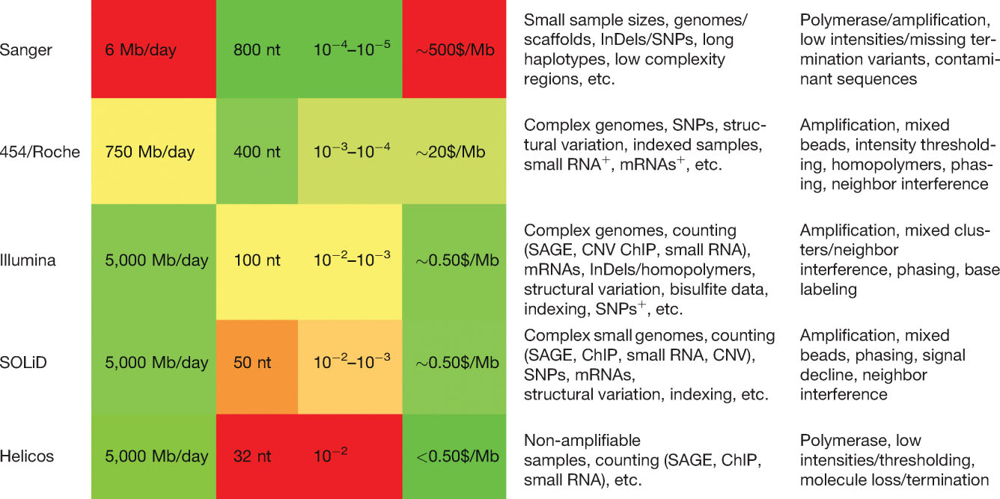 Sanger
6 Mb/day
800 nt
10−4–10−5
∼500$/Mb
Small sample sizes, genomes/
scaffolds, InDels/SNPs, long
haplotypes, low complexity
regions, etc.
Polymerase/amplification,
low intensities/missing ter-
mination variants, contami-
nant sequences
454/Roche
750 Mb/day
400 nt
10−3–10−4
∼20$/Mb
Complex genomes, SNPs, struc-
tural variation, indexed samples,
small RNA+, mRNAs+, etc.
Amplification, mixed
beads, intensity threshold-
ing, homopolymers, phas-
ing, neighbor interference
Illumina
5,000 Mb/day
100 nt
10−2–10−3
∼0.50$/Mb
Complex genomes, counting
(SAGE, CNV ChIP, small RNA),
mRNAs, InDels/homopolymers,
structural variation, bisulfite data,
indexing, SNPs+, etc.
Amplification, mixed clus-
ters/neighbor
interference, phasing, base
labeling
SOLiD
5,000 Mb/day
50 nt
10−2–10−3
∼0.50$/Mb
Complex small genomes, counting
(SAGE, ChIP, small RNA, CNV),
SNPs, mRNAs,
structural variation, indexing, etc.
Amplification, mixed
beads, phasing, signal
decline, neighbor
interference
Helicos
5,000 Mb/day
32 nt
10−2
<0.50$/Mb
Non-amplifiable
samples, counting (SAGE, ChIP,
small RNA), etc.
Polymerase, low
intensities/thresholding,
molecule loss/termination